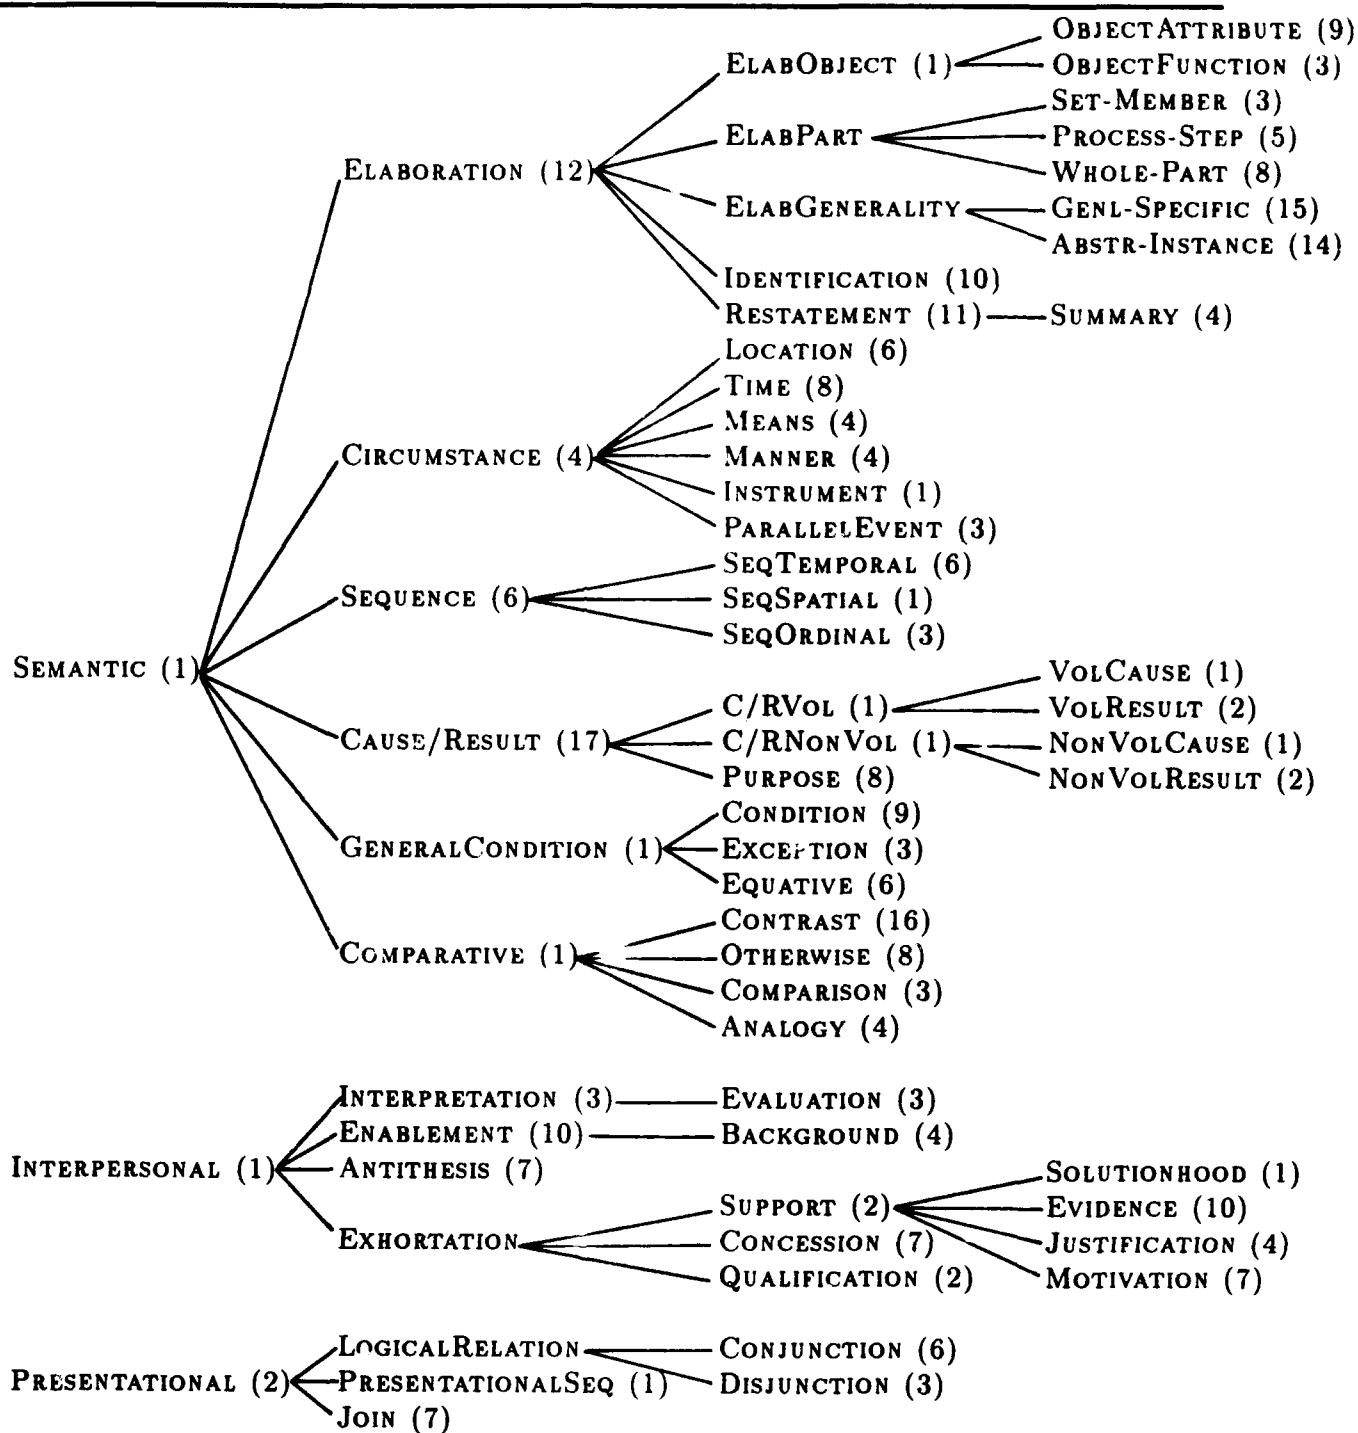 OBJECTATTRIBUTE (9)
ELABOBJECT (1) OBJECTFUNCTION (3)
SET-MEMBER (3)
ELABPART PROCESS-STEP (5)
ELABORATION (12) WHOLE-PART (8)
ELABGENERALITY GENL-SPECIFIC (15)
ABSTR-INSTANCE (14)
IDENTIFICATION (10)
RESTATEMENT (11) SUMMARY (4)
LOCATION (6)
TIME (8)
MEANS (4)
CIRCUMSTANCE (4) MANNER (4)
INSTRUMENT (1)
PARALLELEVENT (3)
SEQTEMPORAL (6)
SEQUENCE (6) SEQSPATIAL (1)
SEQORDINAL (3)
SEMANTIC (1) VOLCAUSE (1)
C/RVOL (1) VOLRESULT (2)
CAUSE/RESULT (17) C/RNONVOL (1) NONVOLCAUSE (1)
PURPOSE (8) NONVOLRESULT (2)
CONDITION (9)
GENERALCONDITION (1) EXCEPTION (3)
EQUATIVE (6)
CONTRAST (16)
COMPARATIVE (1) OTHERWISE (8)
COMPARISON (3)
ANALOGY (4)
INTERPRETATION (3) EVALUATION (3)
ENABLEMENT (10) BACKGROUND (4)
INTERPERSONAL (1) ANTITHESIS (7) SOLUTIONHOOD (1)
SUPPORT (2) EVIDENCE (10)
EXHORTATION CONCESSION (7) JUSTIFICATION (4)
QUALIFICATION (2) MOTIVATION (7)
LOGICALRELATION CONJUNCTION (6)
PRESENTATIONAL (2) PRESENTATIONALSEQ (1) DISJUNCTION (3)
JOIN (7)